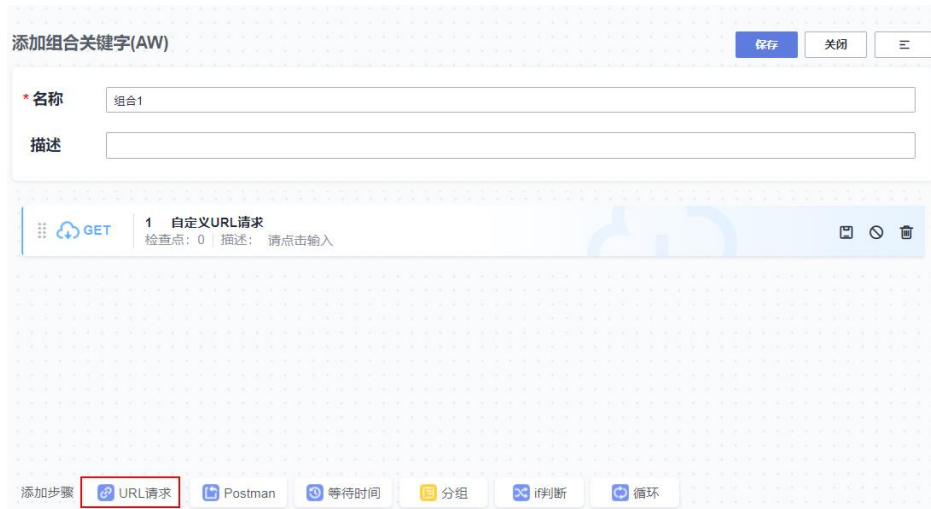 添加组合关键字(AW)
保存 关闭
* 名称 组合1
描述
GET 1 自定义URL请求
检查点: 0 描述: 请点击输入
添加步骤 URL请求 Postman 等待时间 分组 if判断 循环